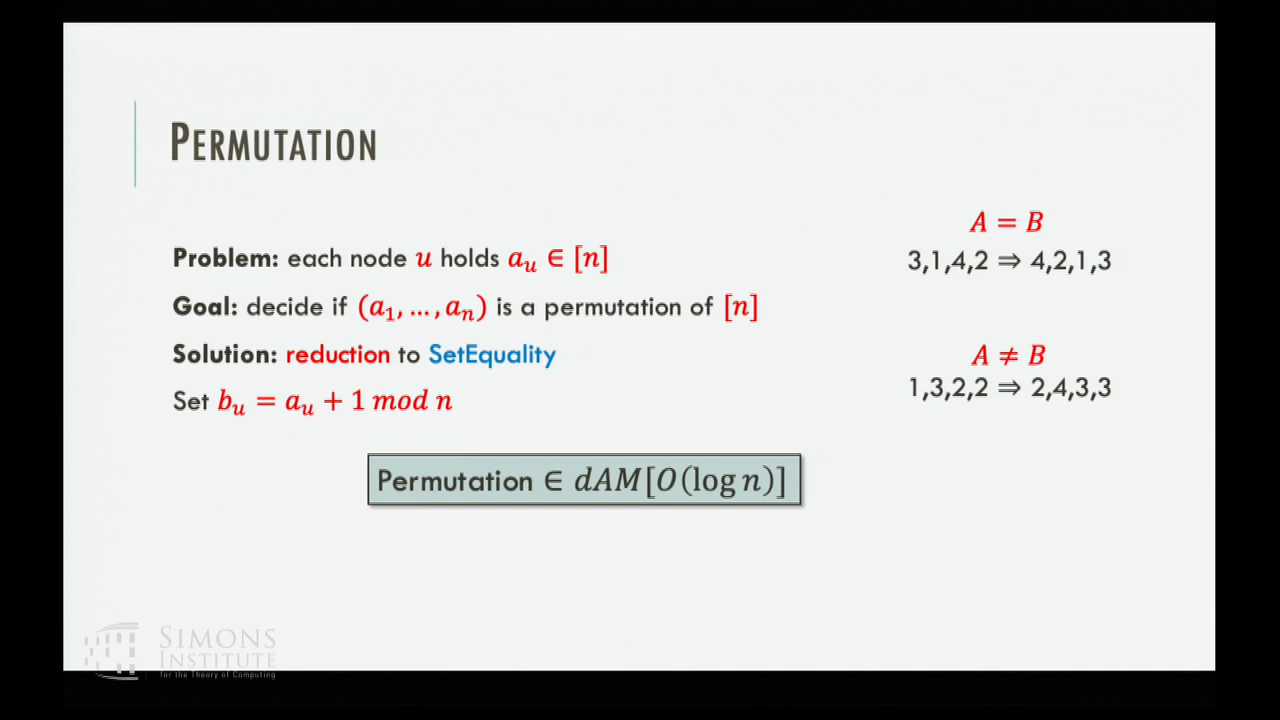 PERMUTATION
Problem: each node u holds a_u ∈ [n]
Goal: decide if (a_1, ..., a_n) is a permutation of [n]
Solution: reduction to SetEquality
Set b_u = a_u + 1 mod n
Permutation ∈ dAM[O(log n)]
A = B
3,1,4,2 ⇒ 4,2,1,3
A ≠ B
1,3,2,2 ⇒ 2,4,3,3
SIMONS
INSTITUTE
for the Theory of Computing